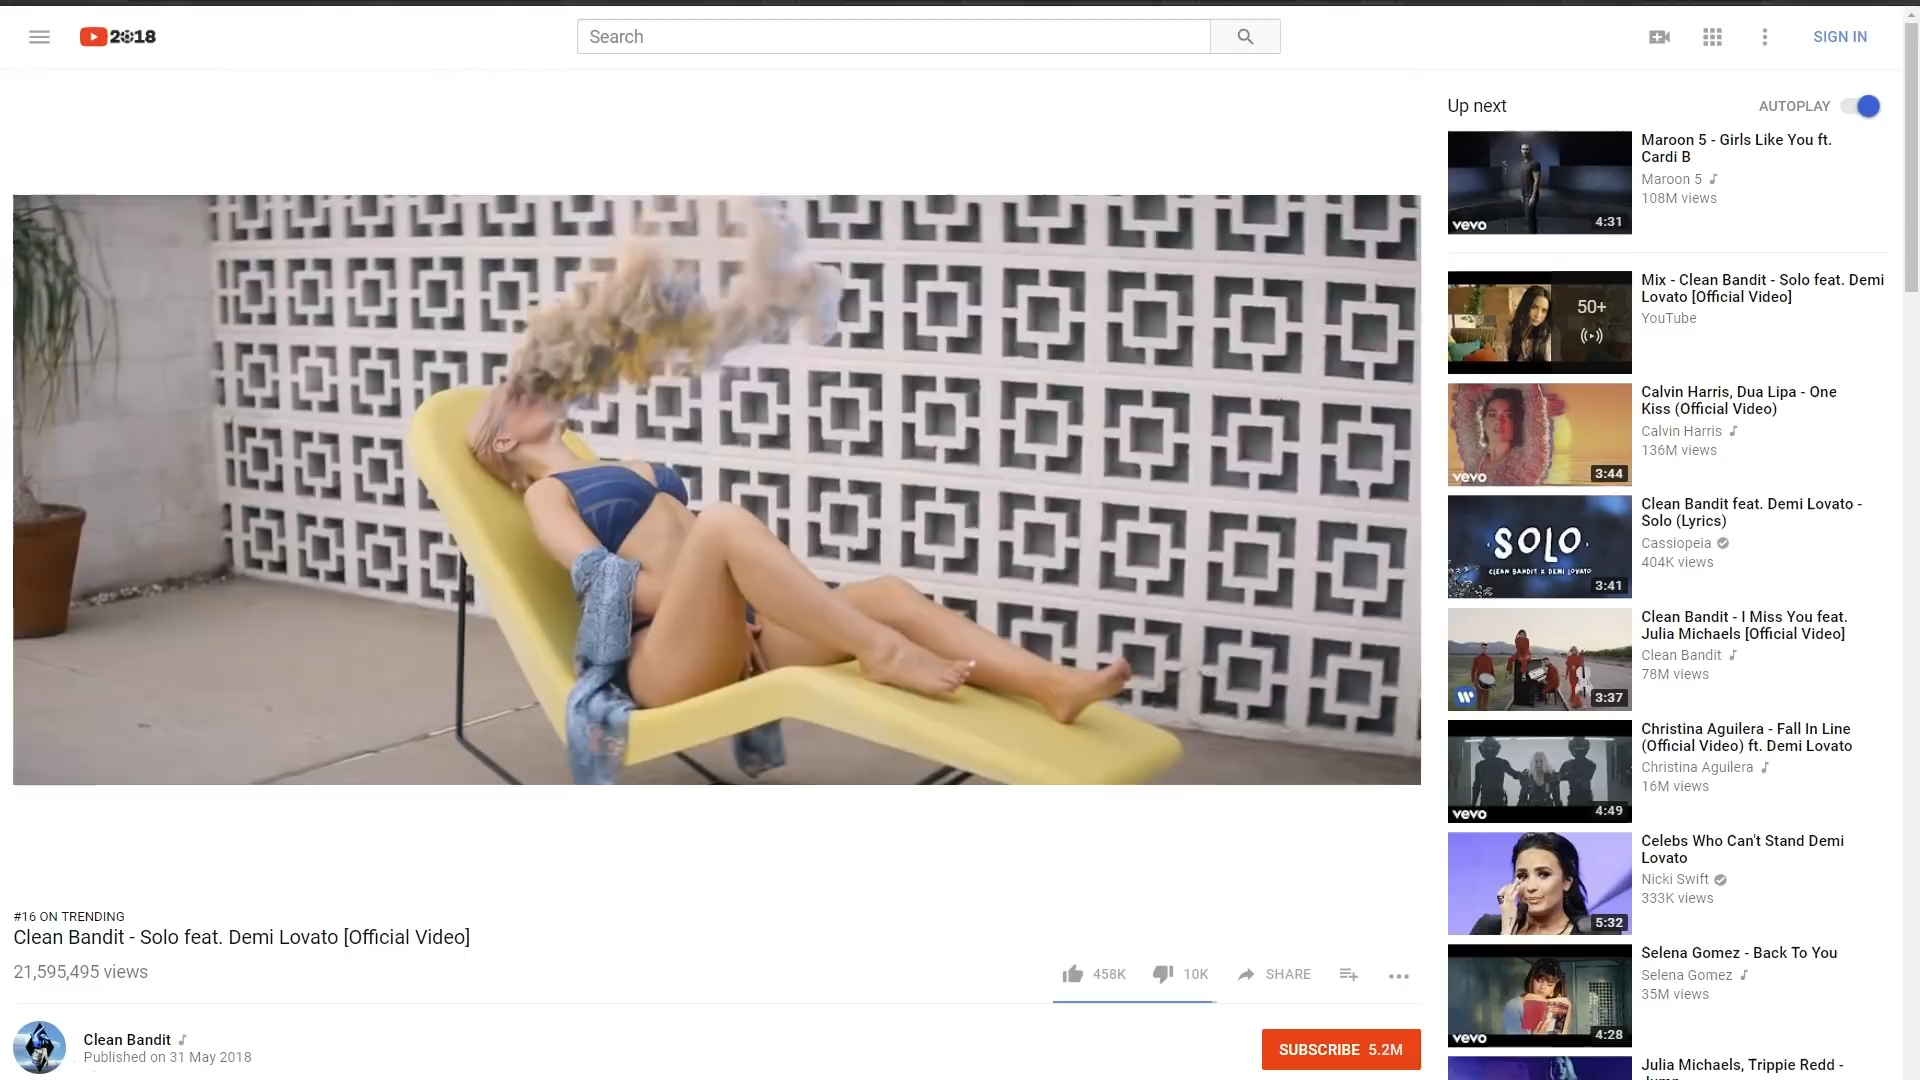 2018
Search
SIGN IN
Up next
AUTOPLAY
Maroon 5 - Girls Like You ft.
Cardi B
Maroon 5
108M views
vevo
4:31
Mix - Clean Bandit - Solo feat. Demi
Lovato [Official Video]
YouTube
50+
Calvin Harris, Dua Lipa - One
Kiss (Official Video)
Calvin Harris
136M views
vevo
3:44
Clean Bandit feat. Demi Lovato -
Solo (Lyrics)
Cassiopeia
404K views
SOLO
CLEAN BANDIT X DEMI LOVATO
3:41
Clean Bandit - I Miss You feat.
Julia Michaels [Official Video]
Clean Bandit
78M views
3:37
Christina Aguilera - Fall In Line
(Official Video) ft. Demi Lovato
Christina Aguilera
16M views
vevo
4:49
Celebs Who Can't Stand Demi
Lovato
Nicki Swift
333K views
5:32
Selena Gomez - Back To You
Selena Gomez
35M views
vevo
4:28
Julia Michaels, Trippie Redd -
#16 ON TRENDING
Clean Bandit - Solo feat. Demi Lovato [Official Video]
21,595,495 views
458K
10K
SHARE
Clean Bandit
Published on 31 May 2018
SUBSCRIBE 5.2M